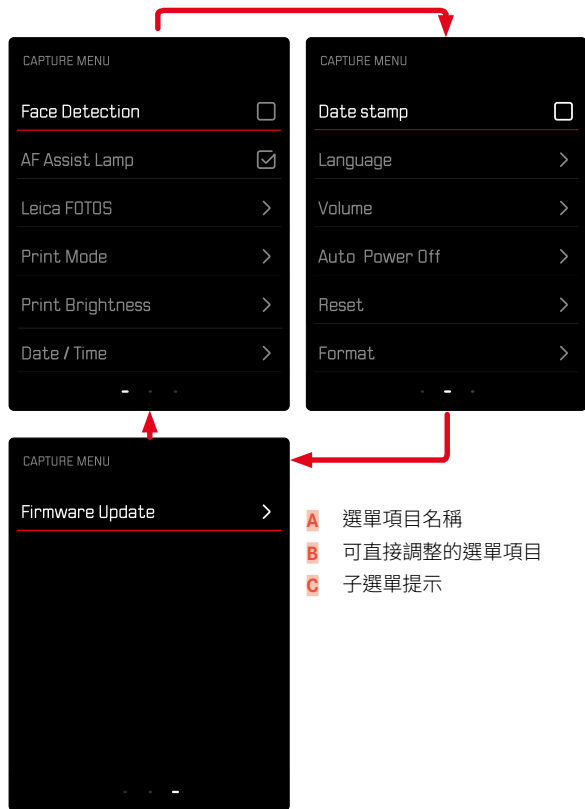 CAPTURE MENU
Face Detection
AF Assist Lamp
Leica FOTOS
Print Mode
Print Brightness
Date / Time
CAPTURE MENU
Date stamp
Language
Volume
Auto Power Off
Reset
Format
CAPTURE MENU
Firmware Update
A 選單項目名稱
B 可直接調整的選單項目
C 子選單提示